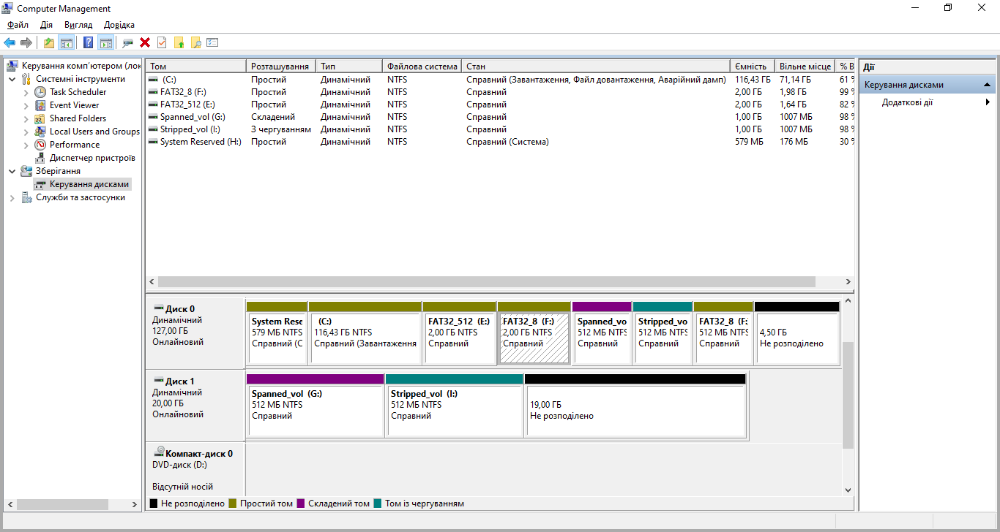 Computer Management
Файл Дія Вигляд Довідка
Керування комп'ютером (лок
Системні інструменти
Task Scheduler
Event Viewer
Shared Folders
Local Users and Groups
Performance
Диспетчер пристроїв
Зберігання
Керування дисками
Служби та застосунки
Том Розташування Тип Файлова система Стан Ємність Вільне місце % В
(C:) Простий Динамічний NTFS Справний (Завантаження, Файл довантаження, Аварійний дамп) 116,43 ГБ 71,14 ГБ 61 %
FAT32_8 (F:) Простий Динамічний NTFS Справний 2,00 ГБ 1,98 ГБ 99 %
FAT32_512 (E:) Простий Динамічний NTFS Справний 2,00 ГБ 1,64 ГБ 82 %
Spanned_vol (G:) Складений Динамічний NTFS Справний 1,00 ГБ 1007 МБ 98 %
Stripped_vol (I:) З чергуванням Динамічний NTFS Справний 1,00 ГБ 1007 МБ 98 %
System Reserved (H:) Простий Динамічний NTFS Справний (Система) 579 МБ 176 МБ 30 %
Дії
Керування дисками
Додаткові дії
Диск 0
Динамічний
127,00 ГБ
Онлайновий
System Rese
579 МБ NTFS
Справний (С
(C:)
116,43 ГБ NTFS
Справний (Завантаження
FAT32_512 (E:)
2,00 ГБ NTFS
Справний
FAT32_8 (F:)
2,00 ГБ NTFS
Справний
Spanned_vo
512 МБ NTFS
Справний
Stripped_vo
512 МБ NTFS
Справний
FAT32_8 (F:
512 МБ NTFS
Справний
4,50 ГБ
Не розподілено
Диск 1
Динамічний
20,00 ГБ
Онлайновий
Spanned_vol (G:)
512 МБ NTFS
Справний
Stripped_vol (I:)
512 МБ NTFS
Справний
19,00 ГБ
Не розподілено
Компакт-диск 0
DVD-диск (D:)
Відсутній носій
Не розподілено Простий том Складений том Том із чергуванням